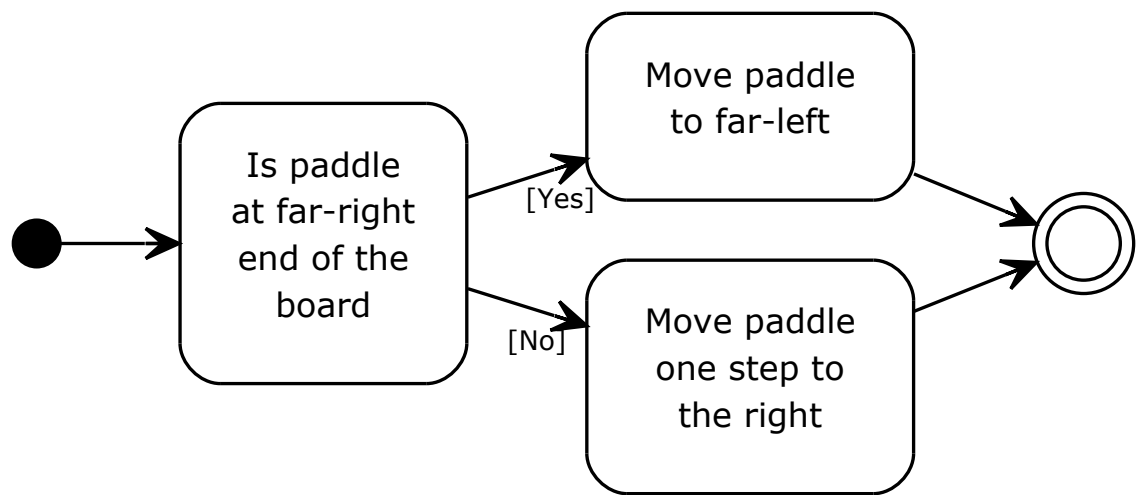 Is paddle
at far-right
end of the
board
[Yes]
Move paddle
to far-left
[No]
Move paddle
one step to
the right